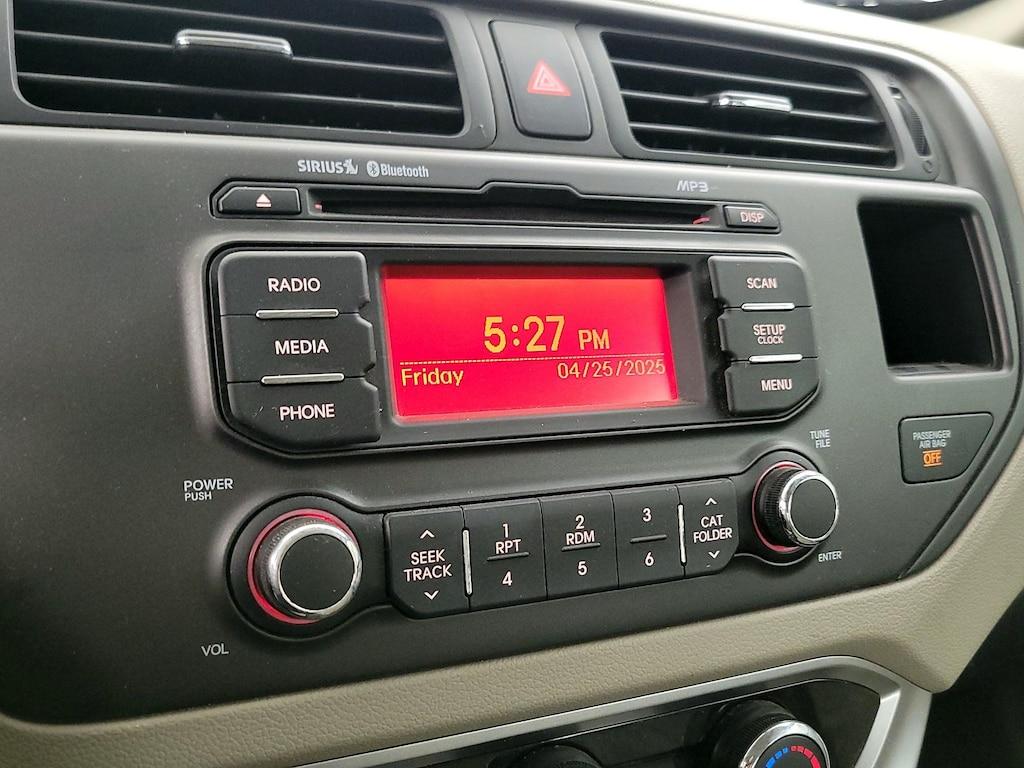 SIRIUS Bluetooth
MP3
DISP
RADIO
MEDIA
PHONE
5:27 PM
Friday 04/25/2025
SCAN
SETUP
CLOCK
MENU
PASSENGER
AIR BAG
OFF
POWER
PUSH
VOL
SEEK
TRACK
1
RPT
4
2
RDM
5
3
6
CAT
FOLDER
TUNE
FILE
ENTER